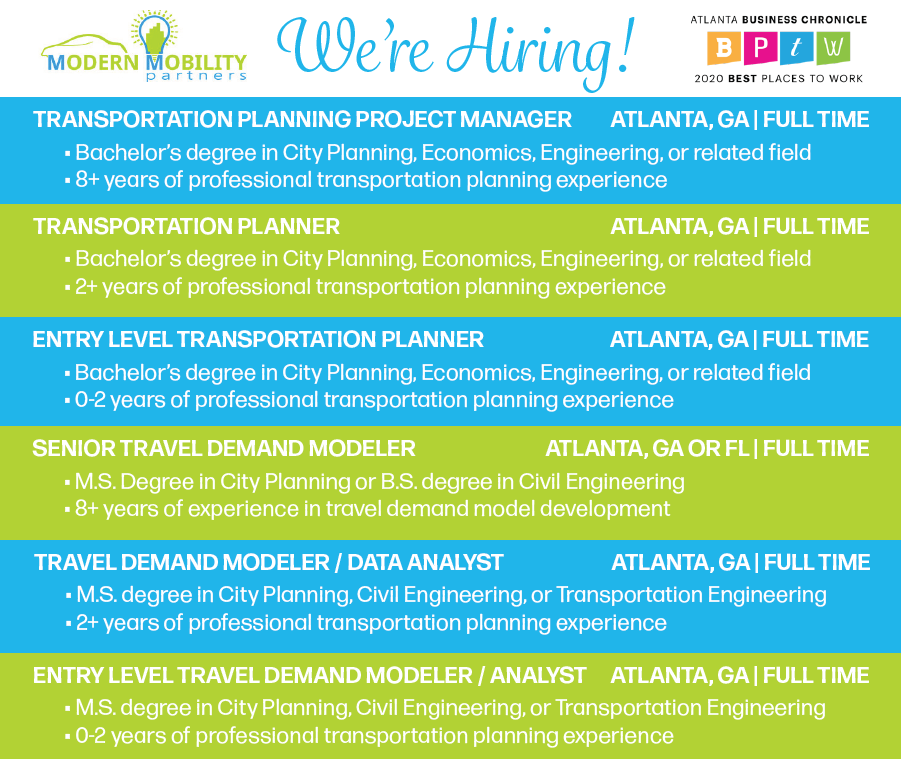 MODERN MOBILITY
partners
We're Hiring!
ATLANTA BUSINESS CHRONICLE
B P t W
2020 BEST PLACES TO WORK
TRANSPORTATION PLANNING PROJECT MANAGER ATLANTA, GA | FULL TIME
▪ Bachelor's degree in City Planning, Economics, Engineering, or related field
▪ 8+ years of professional transportation planning experience
TRANSPORTATION PLANNER ATLANTA, GA | FULL TIME
▪ Bachelor's degree in City Planning, Economics, Engineering, or related field
▪ 2+ years of professional transportation planning experience
ENTRY LEVEL TRANSPORTATION PLANNER ATLANTA, GA | FULL TIME
▪ Bachelor's degree in City Planning, Economics, Engineering, or related field
▪ 0-2 years of professional transportation planning experience
SENIOR TRAVEL DEMAND MODELER ATLANTA, GA OR FL | FULL TIME
▪ M.S. Degree in City Planning or B.S. degree in Civil Engineering
▪ 8+ years of experience in travel demand model development
TRAVEL DEMAND MODELER / DATA ANALYST ATLANTA, GA | FULL TIME
▪ M.S. degree in City Planning, Civil Engineering, or Transportation Engineering
▪ 2+ years of professional transportation planning experience
ENTRY LEVEL TRAVEL DEMAND MODELER / ANALYST ATLANTA, GA | FULL TIME
▪ M.S. degree in City Planning, Civil Engineering, or Transportation Engineering
▪ 0-2 years of professional transportation planning experience